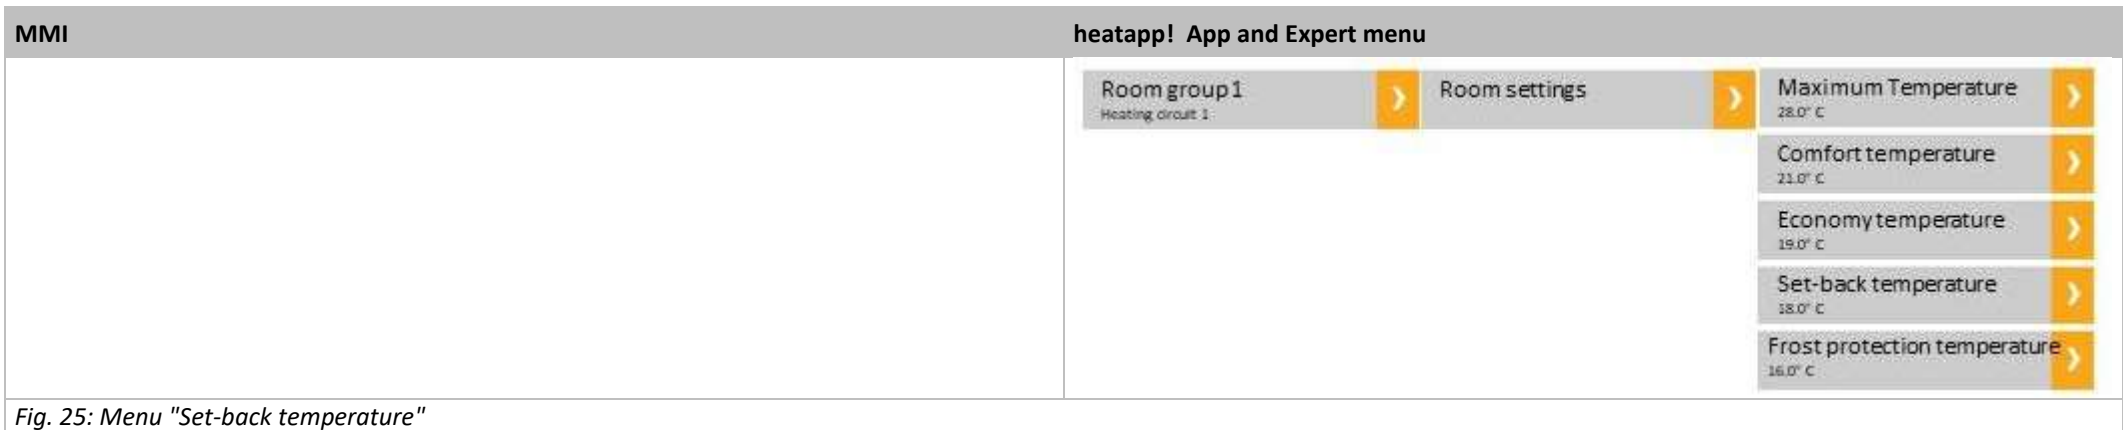 MMI
heatapp! App and Expert menu
Room group 1
Heating circuit 1
Room settings
Maximum Temperature
28.0° C
Comfort temperature
21.0° C
Economy temperature
19.0° C
Set-back temperature
18.0° C
Frost protection temperature
16.0° C
Fig. 25: Menu "Set-back temperature"